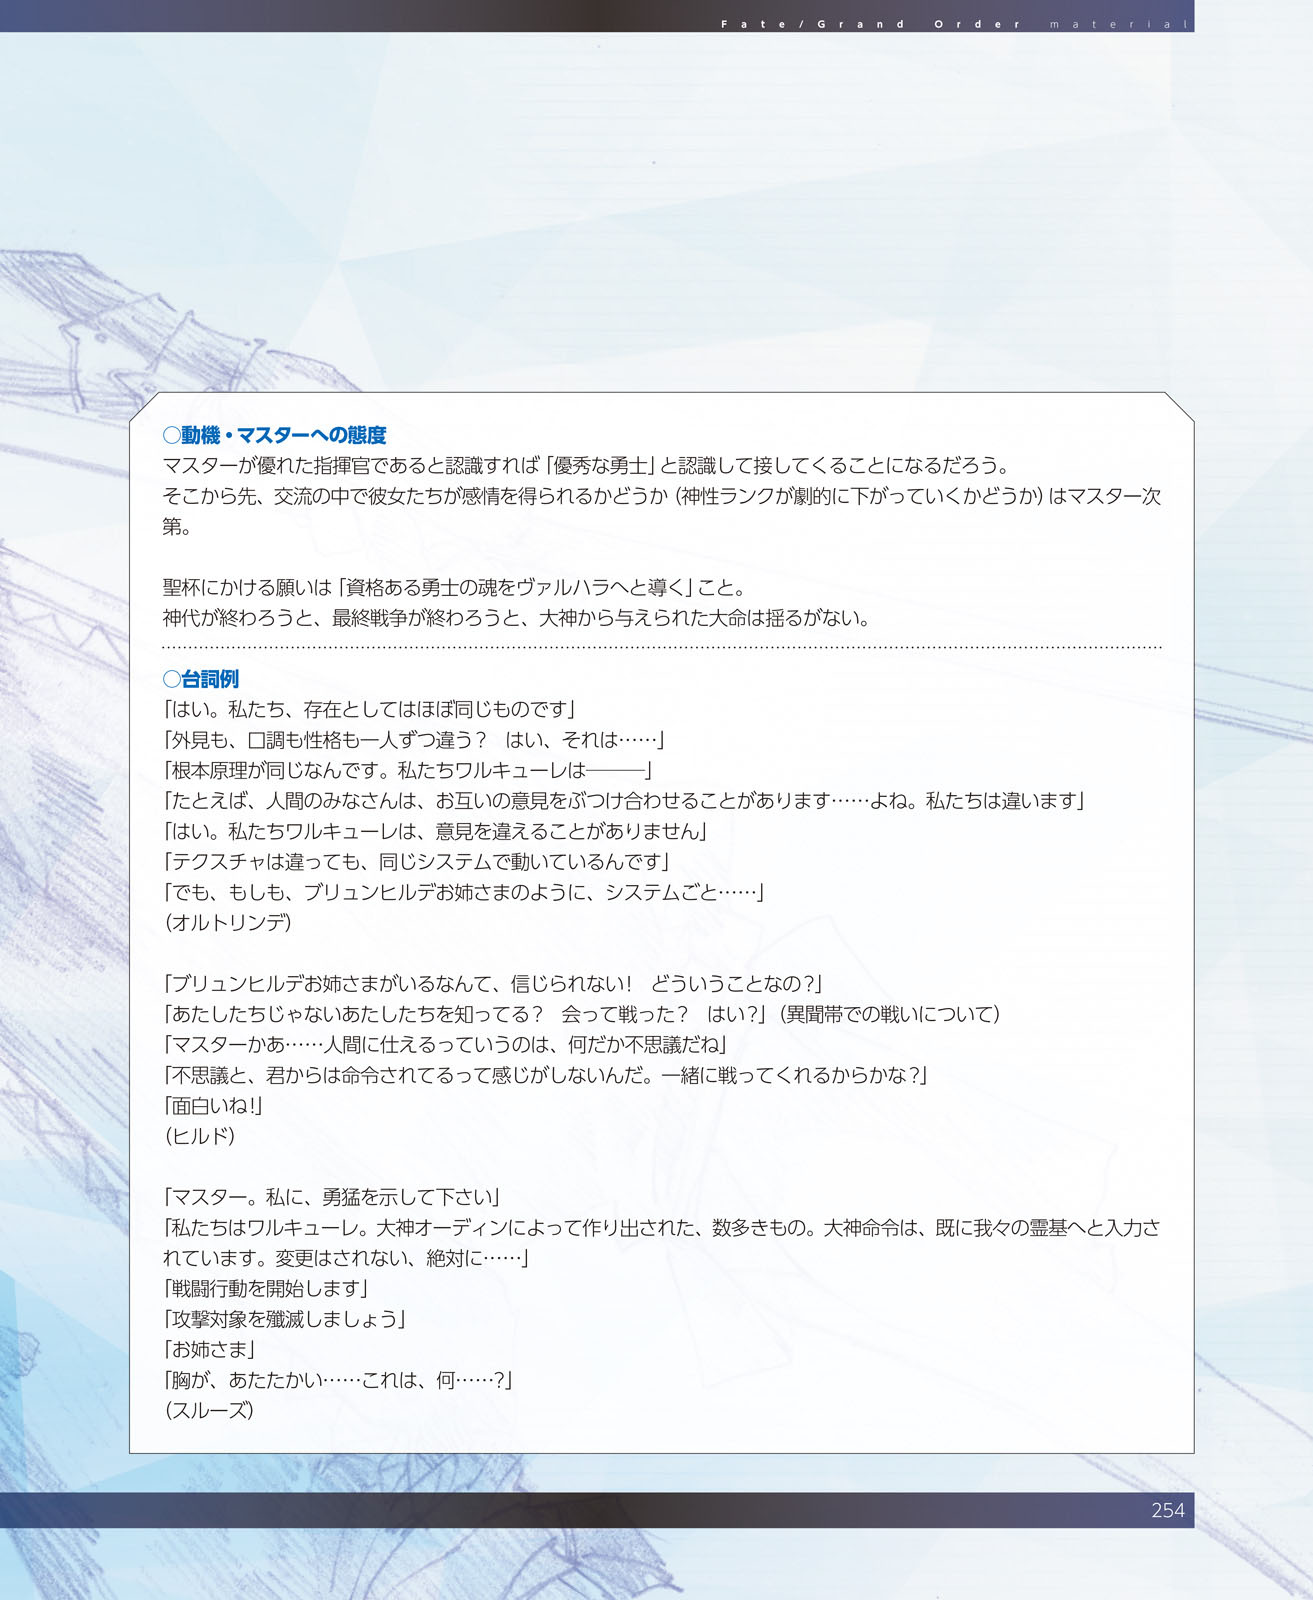 Fate/Grand Order material
○動機・マスターへの態度
マスターが優れた指揮官であると認識すれば「優秀な勇士」と認識して接してくることになるだろう。
そこから先、交流の中で彼女たちが感情を得られるかどうか（神性ランクが劇的に下がっていくかどうか）はマスター次
第。
聖杯にかける願いは「資格ある勇士の魂をヴァルハラへと導く」こと。
神代が終わろうと、最終戦争が終わろうと、大神から与えられた大命は揺るがない。
○台詞例
「はい。私たち、存在としてはほぼ同じものです」
「外見も、口調も性格も一人ずつ違う？　はい、それは……」
「根本原理が同じなんです。私たちワルキューレは―――」
「たとえば、人間のみなさんは、お互いの意見をぶつけ合わせることがあります……よね。私たちは違います」
「はい。私たちワルキューレは、意見を違えることがありません」
「テクスチャは違っても、同じシステムで動いているんです」
「でも、もしも、ブリュンヒルデお姉さまのように、システムごと……」
（オルトリンデ）
「ブリュンヒルデお姉さまがいるなんて、信じられない！　どういうことなの？」
「あたしたちじゃないあたしたちを知ってる？　会って戦った？　はい？」（異聞帯での戦いについて）
「マスターかあ……人間に仕えるっていうのは、何だか不思議だね」
「不思議と、君からは命令されてるって感じがしないんだ。一緒に戦ってくれるからかな？」
「面白いね！」
（ヒルド）
「マスター。私に、勇猛を示して下さい」
「私たちはワルキューレ。大神オーディンによって作り出された、数多きもの。大神命令は、既に我々の霊基へと入力さ
れています。変更はされない、絶対に……」
「戦闘行動を開始します」
「攻撃対象を殲滅しましょう」
「お姉さま」
「胸が、あたたかい……これは、何……？」
（スルーズ）
254